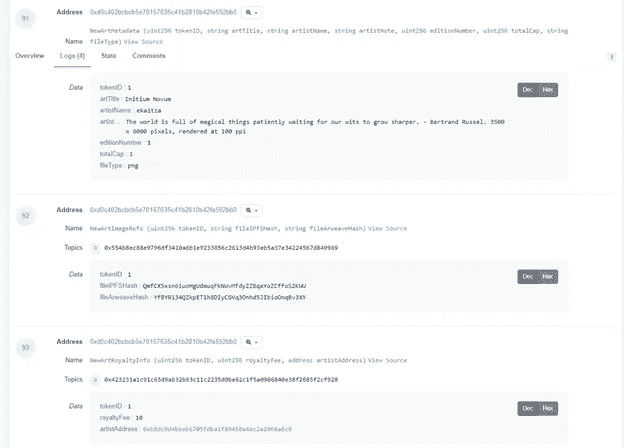 91
Address 0xd0c402bcbcb5e70157635c41b2810b42fe592bb0
NewArtMetadata (uint256 tokenID, string artTitle, string artistName, string artistNote, uint256 editionNumber, uint256 totalCap, string
Name fileType) View Source
Overview Logs (4) State Comments
Data tokenID : 1
artTitle : Initium Novum
artistName : ekaitza
artist... The world is full of magical things patiently waiting for our wits to grow sharper. - Bertrand Russel. 3500
x 6000 pixels, rendered at 100 ppi
editionNumber : 1
totalCap : 1
fileType : png
Dec Hex
92
Address 0xd0c402bcbcb5e70157635c41b2810b42fe592bb0
Name NewArtImageRefs (uint256 tokenID, string fileIPFSHash, string fileArweaveHash) View Source
Topics 0
Data tokenID : 1
fileIPFSHash :
fileArweaveHash :
Dec Hex
93
Address 0xd0c402bcbcb5e70157635c41b2810b42fe592bb0
Name NewArtRoyaltyInfo (uint256 tokenID, uint256 royaltyFee, address artistAddress) View Source
Topics 0
Data tokenID : 1
royaltyFee : 10
artistAddress :
Dec Hex